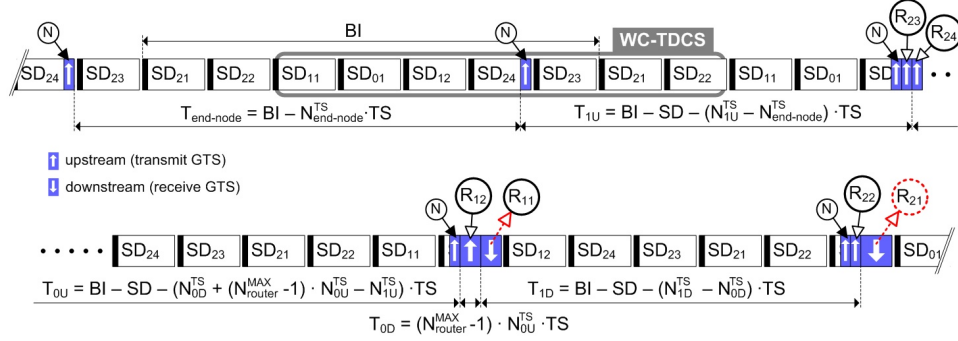 N BI N WC-TDCS N R23 R24
SD24 SD23 SD21 SD22 SD11 SD01 SD12 SD24 SD23 SD21 SD22 SD11 SD01 SD • •
T_end-node = BI – N^TS_end-node · TS
T_1U = BI – SD – (N^TS_1U – N^TS_end-node) · TS
upstream (transmit GTS)
downstream (receive GTS)
N R12 R11 N R22 R21
• • • • • SD24 SD23 SD21 SD22 SD11 SD12 SD24 SD23 SD21 SD22 SD01
T_0U = BI – SD – (N^TS_0D + (N^MAX_router -1) · N^TS_0U – N^TS_1U) · TS
T_1D = BI – SD – (N^TS_1D – N^TS_0D) · TS
T_0D = (N^MAX_router -1) · N^TS_0U · TS